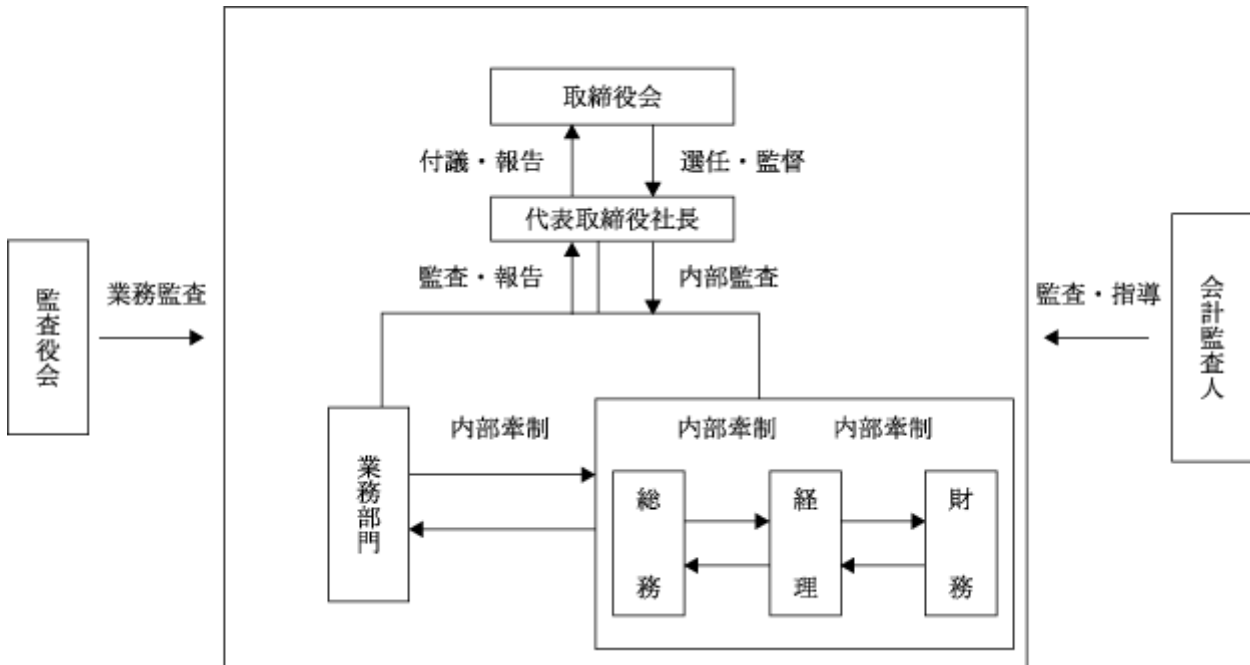 取締役会
付議・報告
選任・監督
代表取締役社長
監査・報告
内部監査
監査役会
業務監査
監査・指導
会計監査人
業務部門
内部牽制
内部牽制
内部牽制
総務
経理
財務